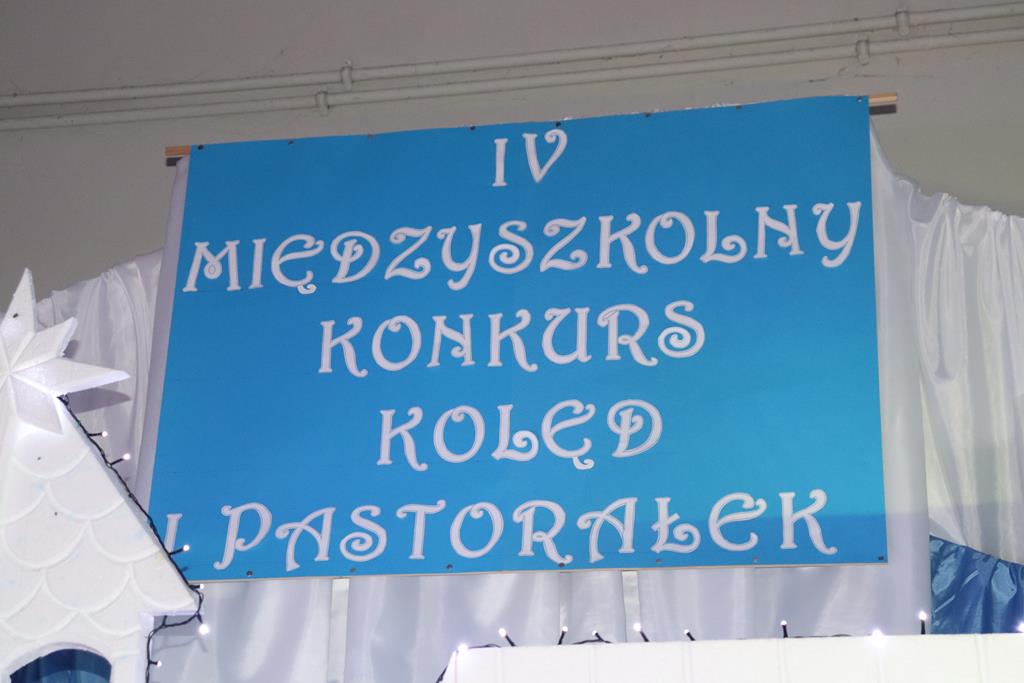 IV
MIĘDZYSZKOLNY
KONKURS
KOLĘD
I PASTORAŁEK